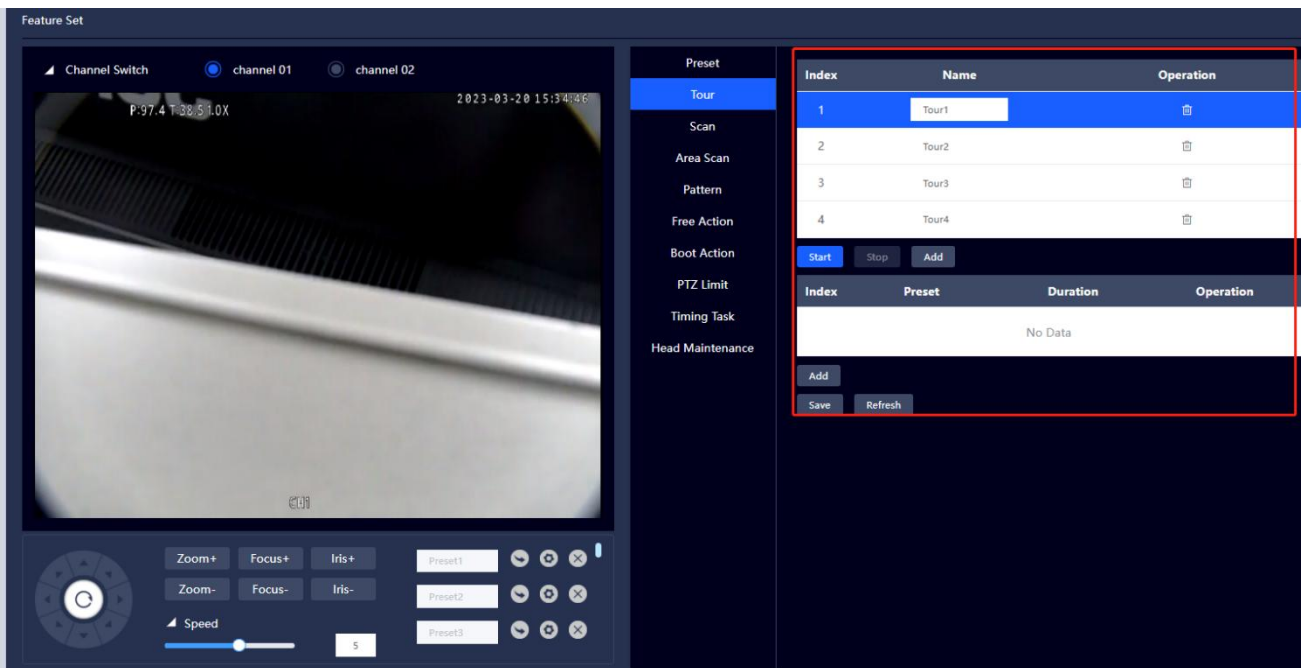 Feature Set
Channel Switch channel 01 channel 02
P:97.4 T:38.5 1.0X
2023-03-20 15:34:46
CH1
Zoom+ Focus+ Iris+
Zoom- Focus- Iris-
Speed
5
Preset1
Preset2
Preset3
Preset
Tour
Scan
Area Scan
Pattern
Free Action
Boot Action
PTZ Limit
Timing Task
Head Maintenance
Index Name Operation
1 Tour1
2 Tour2
3 Tour3
4 Tour4
Start Stop Add
Index Preset Duration Operation
No Data
Add
Save Refresh